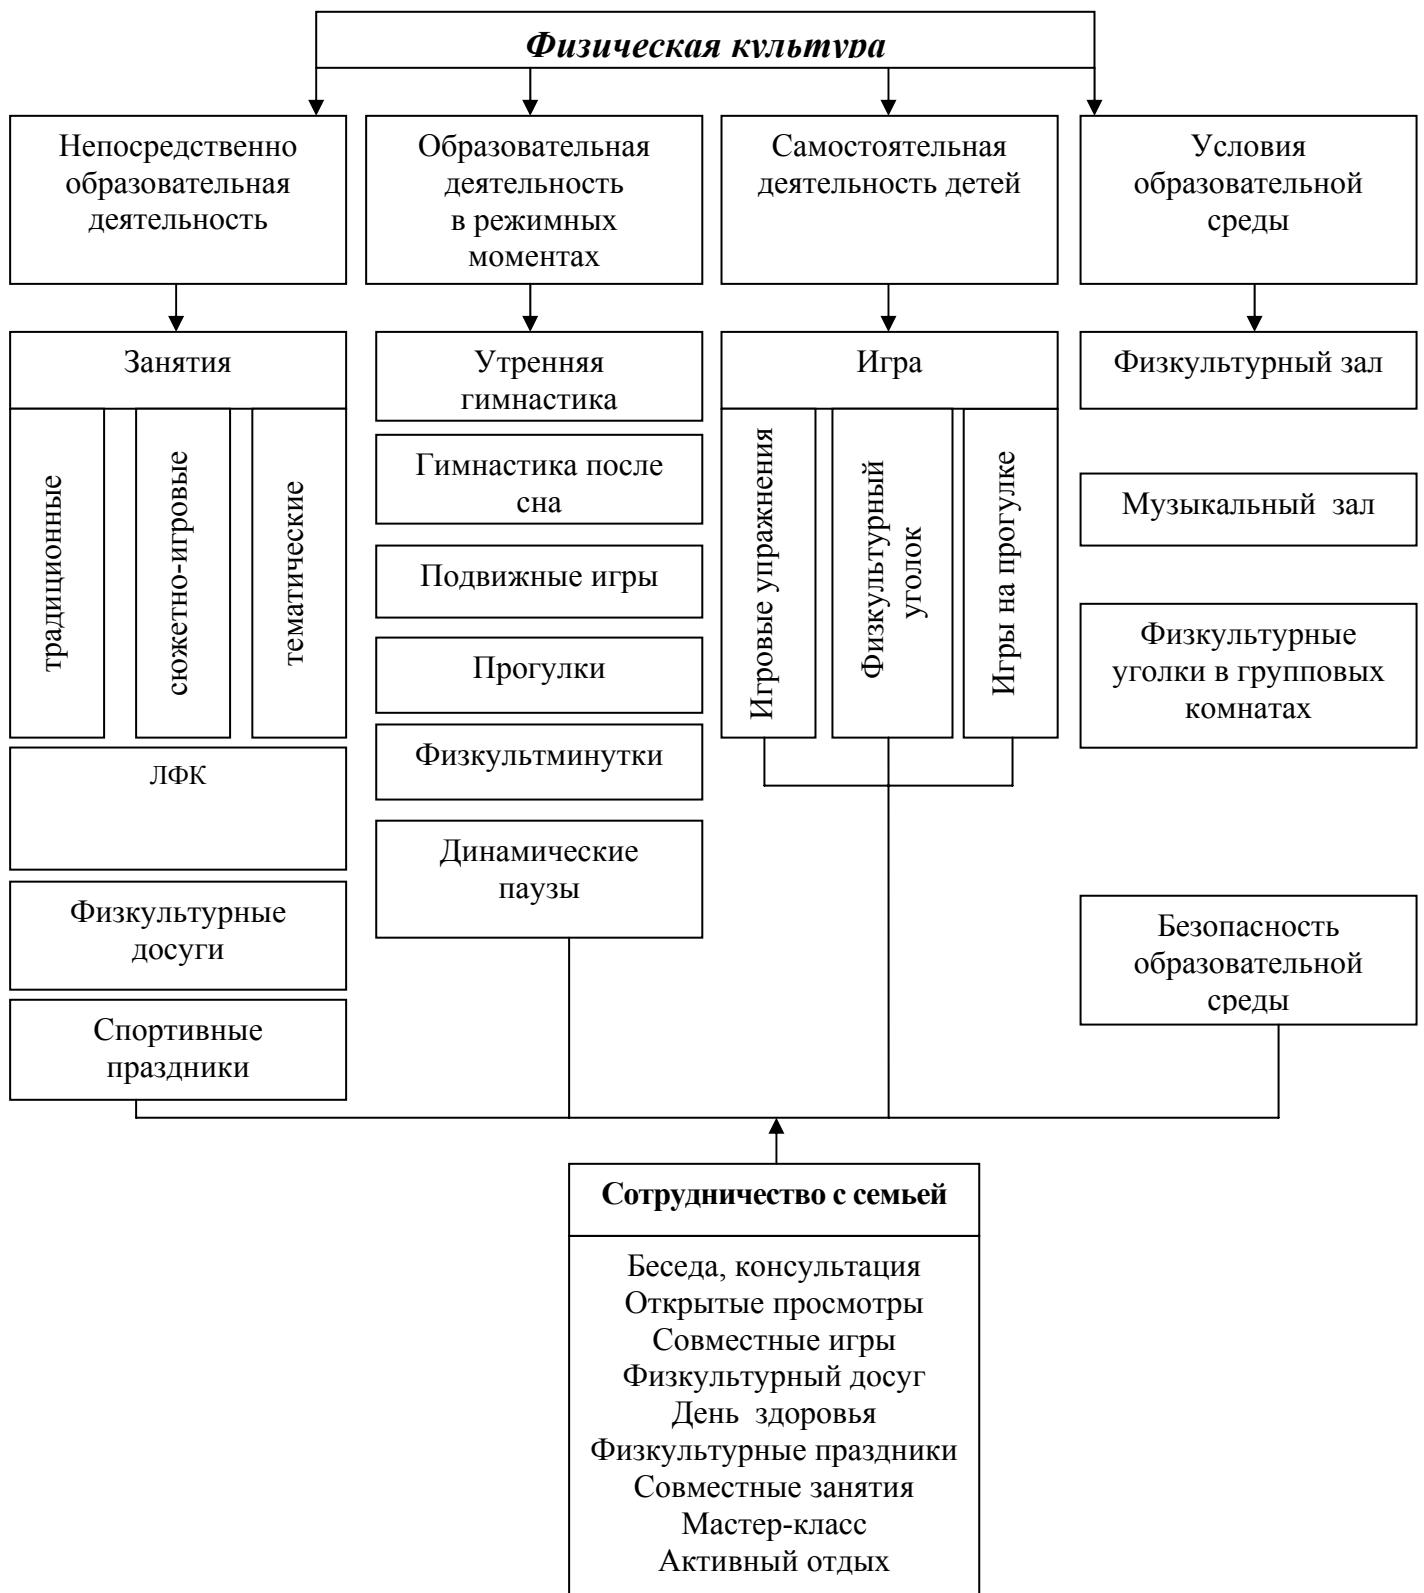 Физическая культура
Непосредственно
образовательная
деятельность
Образовательная
деятельность
в режимных
моментах
Самостоятельная
деятельность детей
Условия
образовательной
среды
Занятия
традиционные
сюжетно-игровые
тематические
ЛФК
Физкультурные
досуги
Спортивные
праздники
Утренняя
гимнастика
Гимнастика после
сна
Подвижные игры
Прогулки
Физкультминутки
Динамические
паузы
Игра
Игровые упражнения
Физкультурный
уголок
Игры на прогулке
Физкультурный зал
Музыкальный  зал
Физкультурные
уголки в групповых
комнатах
Безопасность
образовательной
среды
Сотрудничество с семьей
Беседа, консультация
Открытые просмотры
Совместные игры
Физкультурный досуг
День  здоровья
Физкультурные праздники
Совместные занятия
Мастер-класс
Активный отдых